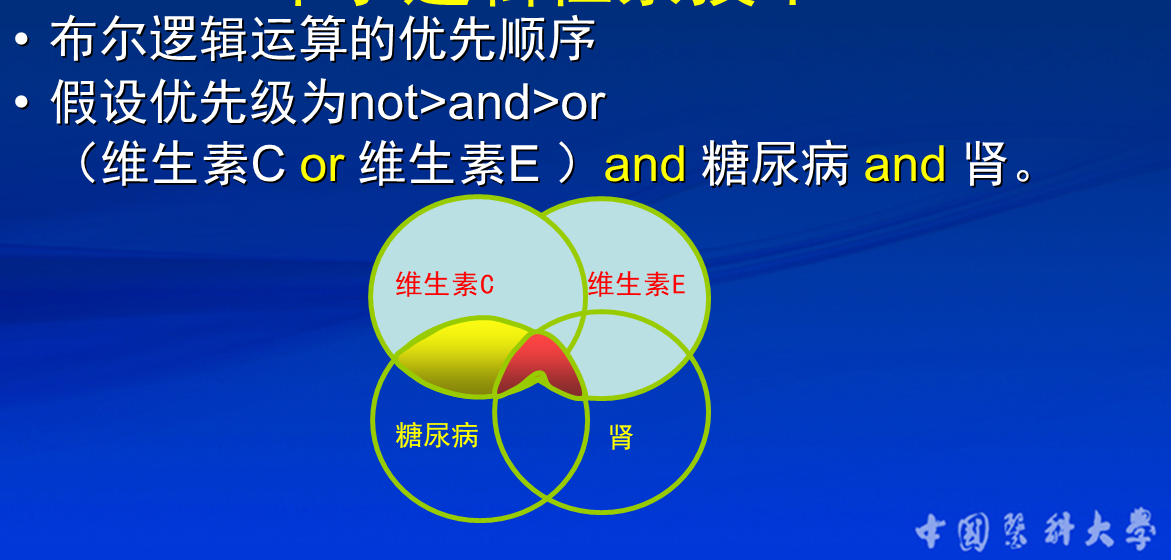 • 布尔逻辑运算的优先顺序
• 假设优先级为not>and>or
（维生素C or 维生素E ）and 糖尿病 and 肾。
维生素C 维生素E
糖尿病 肾
中国医科大学